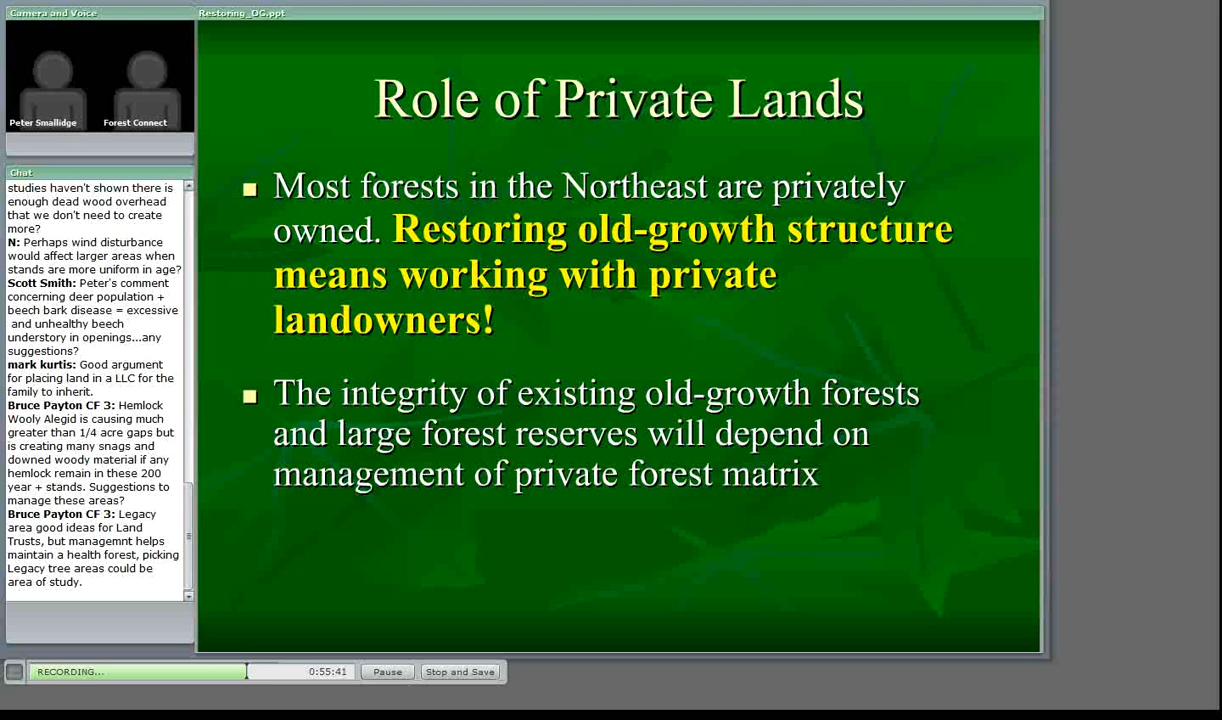 Camera and Voice
Peter Smallidge
Forest Connect
Chat
studies haven't shown there is
enough dead wood overhead
that we don't need to create
more?
N: Perhaps wind disturbance
would affect larger areas when
stands are more uniform in age?
Scott Smith: Peter's comment
concerning deer population +
beech bark disease = excessive
and unhealthy beech
understory in openings...any
suggestions?
mark kurtis: Good argument
for placing land in a LLC for the
family to inherit.
Bruce Payton CF 3: Hemlock
Wooly Alegid is causing much
greater than 1/4 acre gaps but
is creating many snags and
downed woody material if any
hemlock remain in these 200
year + stands. Suggestions to
manage these areas?
Bruce Payton CF 3: Legacy
area good ideas for Land
Trusts, but managemnt helps
maintain a health forest, picking
Legacy tree areas could be
area of study.
Restoring_OG.ppt
Role of Private Lands
Most forests in the Northeast are privately
owned. Restoring old-growth structure
means working with private
landowners!
The integrity of existing old-growth forests
and large forest reserves will depend on
management of private forest matrix
RECORDING...
0:55:41
Pause
Stop and Save